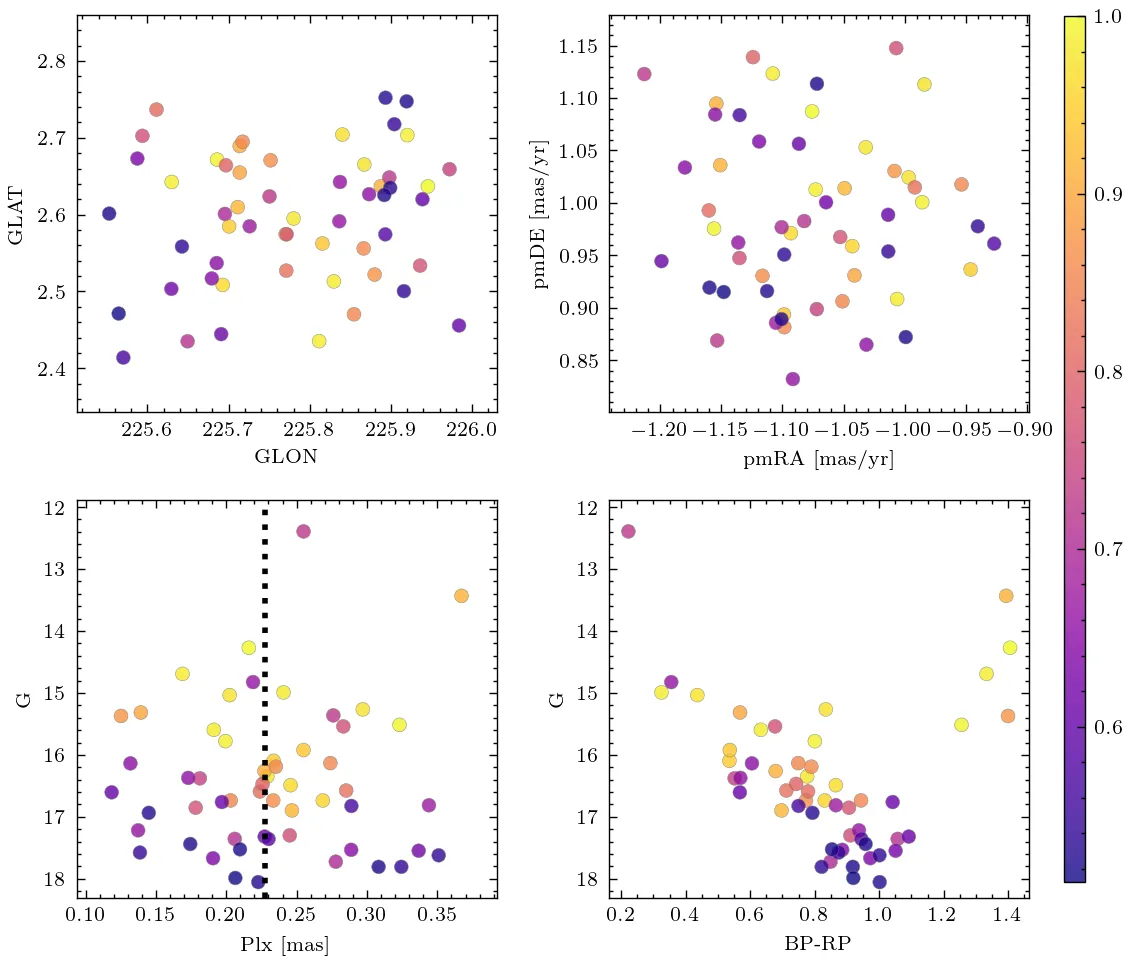 2.8
2.7
2.6
2.5
2.4
GLAT
225.6 225.7 225.8 225.9 226.0
GLON
1.15
1.10
1.05
1.00
0.95
0.90
0.85
pmDE [mas/yr]
−1.20 −1.15 −1.10 −1.05 −1.00 −0.95 −0.90
pmRA [mas/yr]
1.0
0.9
0.8
0.7
0.6
12
13
14
15
16
17
18
G
0.10 0.15 0.20 0.25 0.30 0.35
Plx [mas]
12
13
14
15
16
17
18
G
0.2 0.4 0.6 0.8 1.0 1.2 1.4
BP-RP